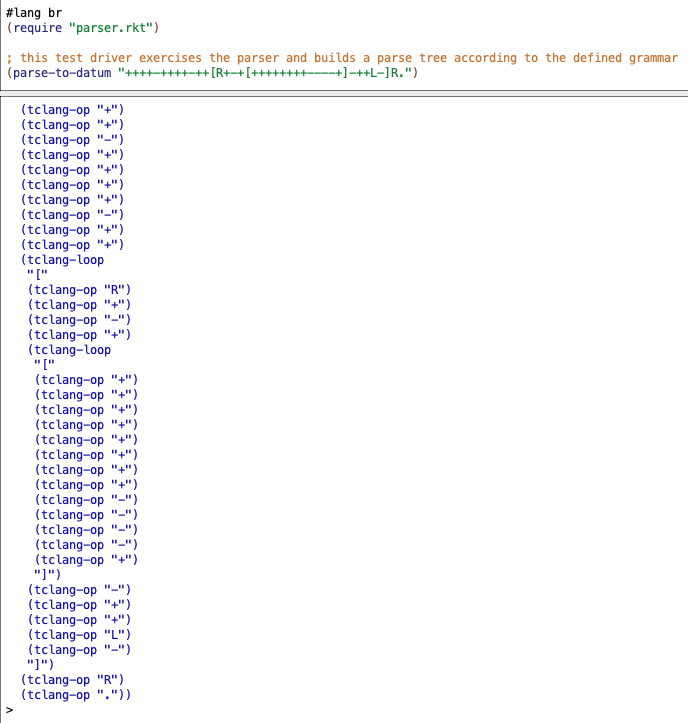 #lang br
(require "parser.rkt")
; this test driver exercises the parser and builds a parse tree according to the defined grammar
(parse-to-datum "++++-++++-++[R+-+[++++++++----+]-++L-]R.")
(tclang-op "+")
(tclang-op "+")
(tclang-op "-")
(tclang-op "+")
(tclang-op "+")
(tclang-op "+")
(tclang-op "+")
(tclang-op "-")
(tclang-op "+")
(tclang-op "+")
(tclang-loop
"["
(tclang-op "R")
(tclang-op "+")
(tclang-op "-")
(tclang-op "+")
(tclang-loop
"["
(tclang-op "+")
(tclang-op "+")
(tclang-op "+")
(tclang-op "+")
(tclang-op "+")
(tclang-op "+")
(tclang-op "+")
(tclang-op "+")
(tclang-op "-")
(tclang-op "-")
(tclang-op "-")
(tclang-op "-")
(tclang-op "+")
"]")
(tclang-op "-")
(tclang-op "+")
(tclang-op "+")
(tclang-op "L")
(tclang-op "-")
"]")
(tclang-op "R")
(tclang-op "."))
>